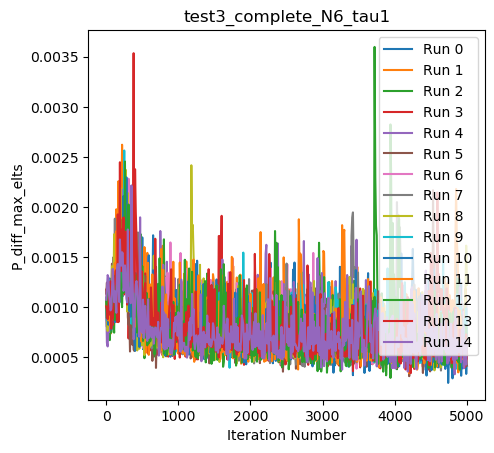 test3_complete_N6_tau1
P_diff_max_elts
0.0035
0.0030
0.0025
0.0020
0.0015
0.0010
0.0005
0
1000
2000
3000
4000
5000
Iteration Number
Run 0
Run 1
Run 2
Run 3
Run 4
Run 5
Run 6
Run 7
Run 8
Run 9
Run 10
Run 11
Run 12
Run 13
Run 14